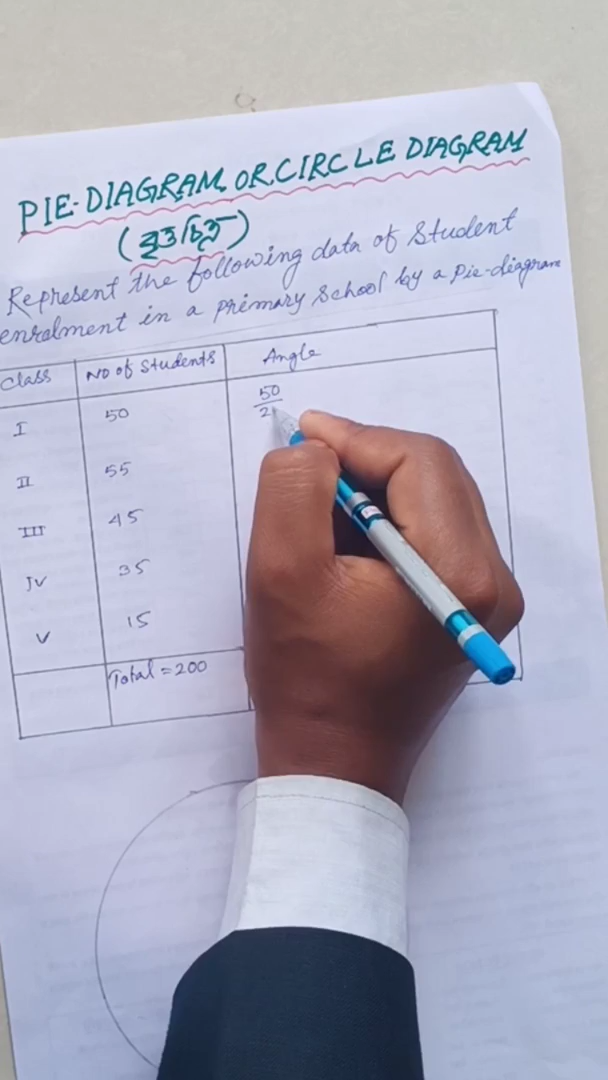 PIE-DIAGRAM OR CIRCLE DIAGRAM
(বৃত্তচিত্ৰ)
Represent the following data of Student
enrolment in a primary School by a Pie-diagram
Class No of Students Angle
I 50 50
II 55
III 45
IV 35
V 15
Total = 200